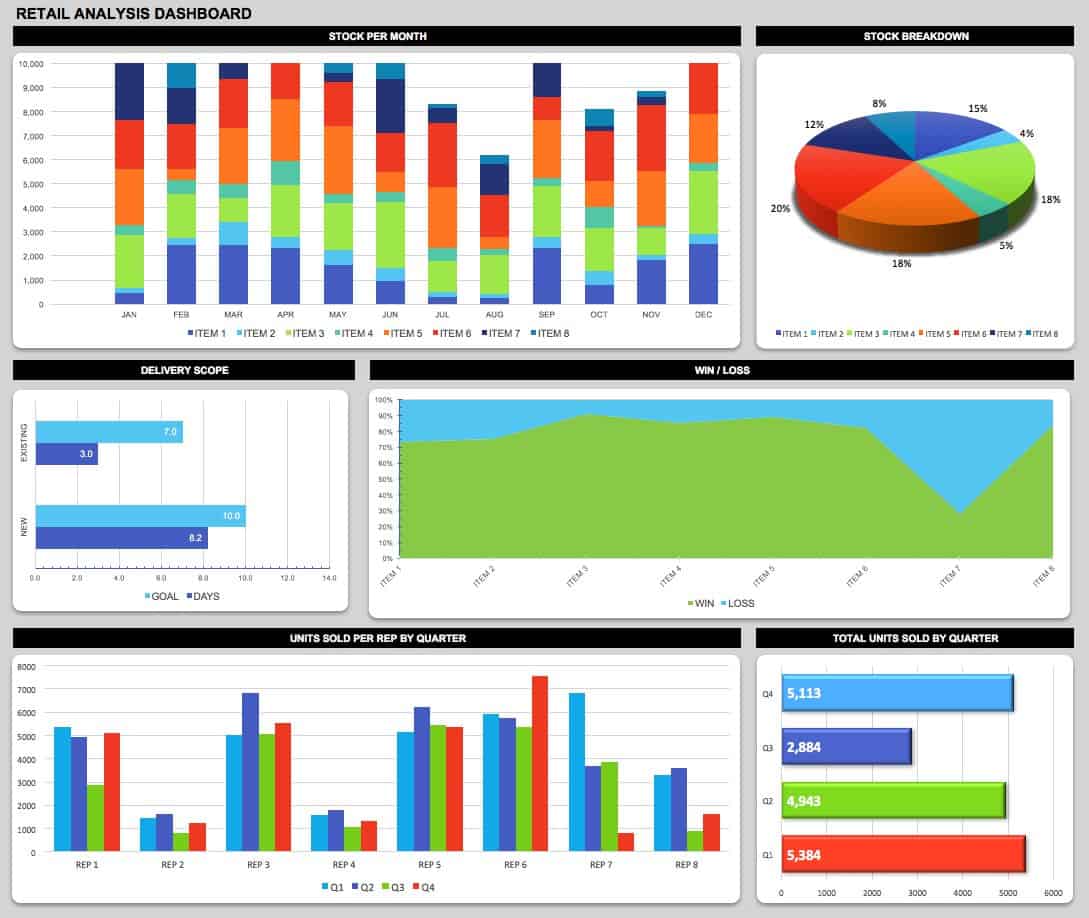 RETAIL ANALYSIS DASHBOARD
STOCK PER MONTH
10,000
9,000
8,000
7,000
6,000
5,000
4,000
3,000
2,000
1,000
0
JAN FEB MAR APR MAY JUN JUL AUG SEP OCT NOV DEC
ITEM 1 ITEM 2 ITEM 3 ITEM 4 ITEM 5 ITEM 6 ITEM 7 ITEM 8
STOCK BREAKDOWN
8% 15%
12% 4%
20% 18%
18% 5%
ITEM 1 ITEM 2 ITEM 3 ITEM 4 ITEM 5 ITEM 6 ITEM 7 ITEM 8
DELIVERY SCOPE
EXISTING
7.0
3.0
NEW
10.0
8.2
0.0 2.0 4.0 6.0 8.0 10.0 12.0 14.0
GOAL DAYS
WIN / LOSS
100%
90%
80%
70%
60%
50%
40%
30%
20%
10%
0%
ITEM 1 ITEM 2 ITEM 3 ITEM 4 ITEM 5 ITEM 6 ITEM 7 ITEM 8
WIN LOSS
UNITS SOLD PER REP BY QUARTER
8000
7000
6000
5000
4000
3000
2000
1000
0
REP 1 REP 2 REP 3 REP 4 REP 5 REP 6 REP 7 REP 8
Q1 Q2 Q3 Q4
TOTAL UNITS SOLD BY QUARTER
Q4 5,113
Q3 2,884
Q2 4,943
Q1 5,384
0 1000 2000 3000 4000 5000 6000